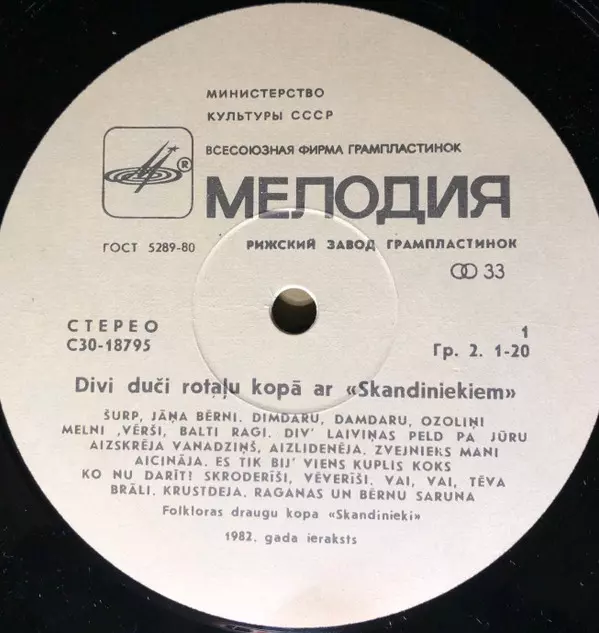 МИНИСТЕРСТВО
КУЛЬТУРЫ СССР
ВСЕСОЮЗНАЯ ФИРМА ГРАМПЛАСТИНОК
®
МЕЛОДИЯ
ГОСТ 5289-80
РИЖСКИЙ ЗАВОД ГРАМПЛАСТИНОК
33
СТЕРЕО
С30-18795
1
Гр. 2. 1-20
Divi duči rotaļu kopā ar «Skandiniekiem»
ŠURP, JĀŅA BĒRNI. DIMDARU, DAMDARU, OZOLIŅI
MELNI ‚VĒRŠI, BALTI RAGI. DIV' LAIVIŅAS PELD PA JŪRU
AIZSKRĒJA VANADZIŅŠ, AIZLIDENĒJA. ZVEJNIEKS MANI
AICINĀJA. ES TIK BIJ' VIENS KUPLIS KOKS
KO NU DARĪT! SKRODERĪŠI, VĒVERĪŠI. VAI, VAI, TĒVA
BRĀLI. KRUSTDEJA. RAGANAS UN BĒRNU SARUNA
Folkloras draugu kopa «Skandinieki»
1982. gada ieraksts